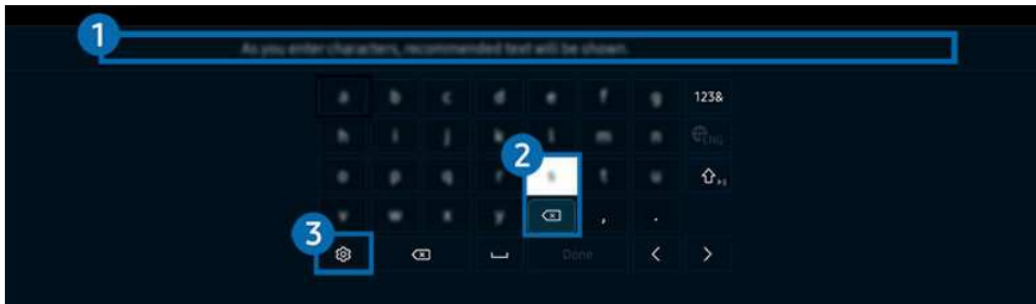 1
As you enter characters, recommended text will be shown.
a b c d e f g 123&
h i j k l m n ENG
2
o p q r s t u
v w x y , .
3
Done < >